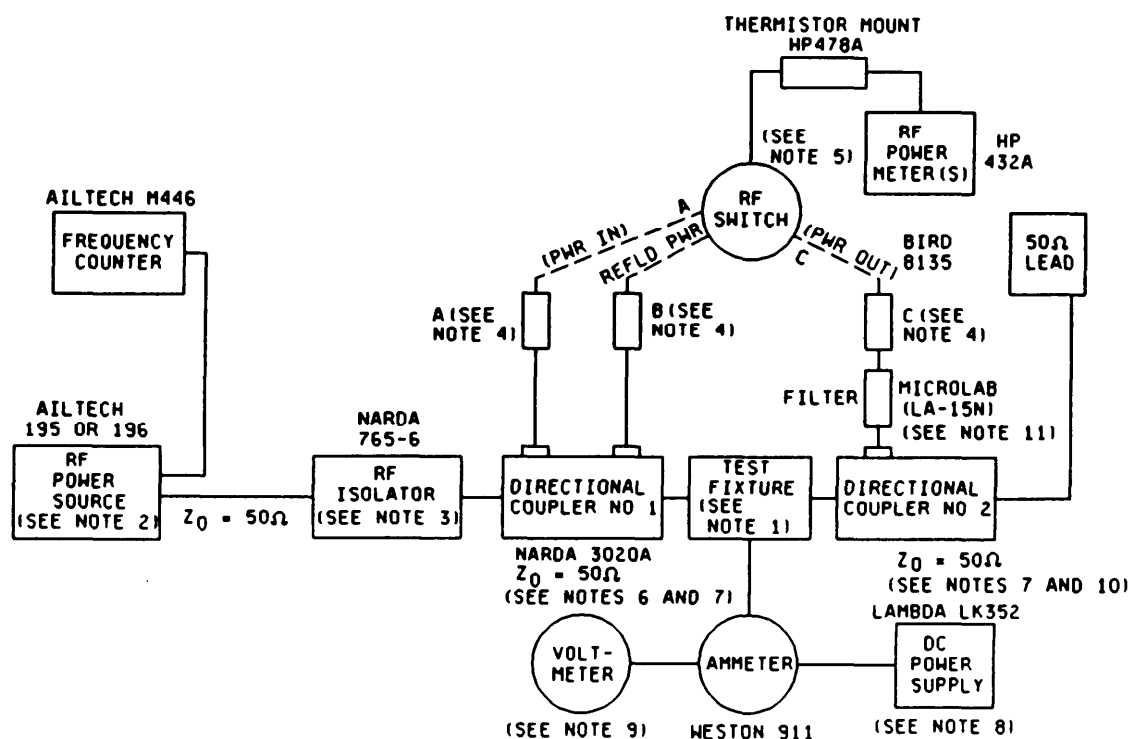 THERMISTOR MOUNT
HP478A
(SEE
NOTE 5)
RF
POWER
METER(S)
HP
432A
AILTECH M446
FREQUENCY
COUNTER
RF
SWITCH
A
(PWR IN)
REFLD PWR
(PWR OUT)
C
BIRD
8135
50Ω
LEAD
A(SEE
NOTE 4)
B(SEE
NOTE 4)
C(SEE
NOTE 4)
FILTER
MICROLAB
(LA-15N)
(SEE NOTE 11)
AILTECH
195 OR 196
RF
POWER
SOURCE
(SEE NOTE 2)
Z0 = 50Ω
NARDA
765-6
RF
ISOLATOR
(SEE NOTE 3)
DIRECTIONAL
COUPLER NO 1
NARDA 3020A
Z0 = 50Ω
(SEE NOTES 6 AND 7)
TEST
FIXTURE
(SEE
NOTE 1)
DIRECTIONAL
COUPLER NO 2
Z0 = 50Ω
(SEE NOTES 7 AND 10)
VOLT-
METER
(SEE NOTE 9)
AMMETER
WESTON 911
LAMBDA LK352
DC
POWER
SUPPLY
(SEE NOTE 8)